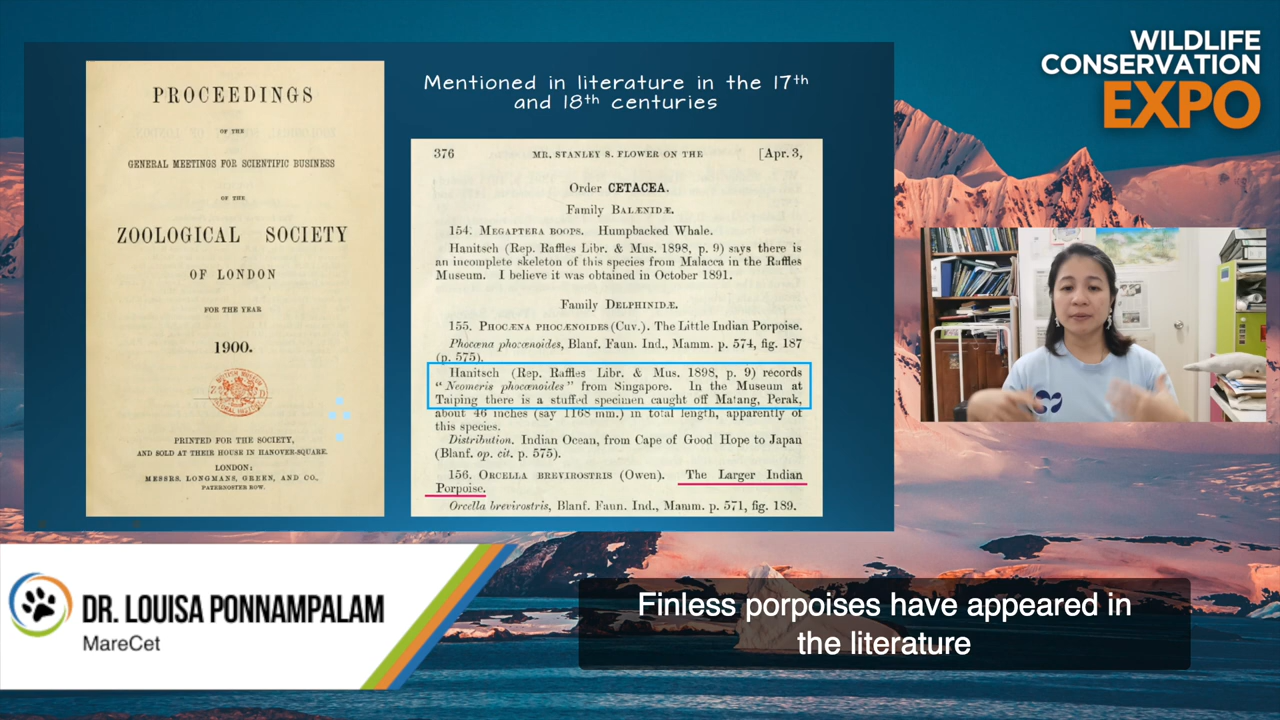 WILDLIFE
CONSERVATION
EXPO
Mentioned in literature in the 17th
and 18th centuries
PROCEEDINGS
OF THE
GENERAL MEETINGS FOR SCIENTIFIC BUSINESS
OF THE
ZOOLOGICAL SOCIETY
OF LONDON
FOR THE YEAR
1900.
PRINTED FOR THE SOCIETY,
AND SOLD AT THEIR HOUSE IN HANOVER-SQUARE.
LONDON:
MESSRS. LONGMANS, GREEN, AND CO.,
PATERNOSTER ROW.
376 MR. STANLEY S. FLOWER ON THE [Apr. 3,
Order CETACEA.
Family BALÆNIDÆ.
154. MEGAPTERA BOOPS. Humpbacked Whale.
Hanitsch (Rep. Raffles Libr. & Mus. 1898, p. 9) says there is
an incomplete skeleton of this species from Malacca in the Raffles
Museum. I believe it was obtained in October 1891.
Family DELPHINIDÆ.
155. PHOCÆNA PHOCÆNOIDES (Cuv.). The Little Indian Porpoise.
Phocæna phocænoides, Blanf. Faun. Ind., Mamm. p. 574, fig. 187
(p. 575).
Hanitsch (Rep. Raffles Libr. & Mus. 1898, p. 9) records
"Neomeris phocænoides" from Singapore. In the Museum at
Taiping there is a stuffed specimen caught off Matang, Perak,
about 46 inches (say 1168 mm.) in total length, apparently of
this species.
Distribution. Indian Ocean, from Cape of Good Hope to Japan
(Blanf. op. cit. p. 575).
156. ORCELLA BREVIROSTRIS (Owen). The Larger Indian
Porpoise.
Orcella brevirostris, Blanf. Faun. Ind., Mamm. p. 571, fig. 189.
DR. LOUISA PONNAMPALAM
MareCet
Finless porpoises have appeared in
the literature